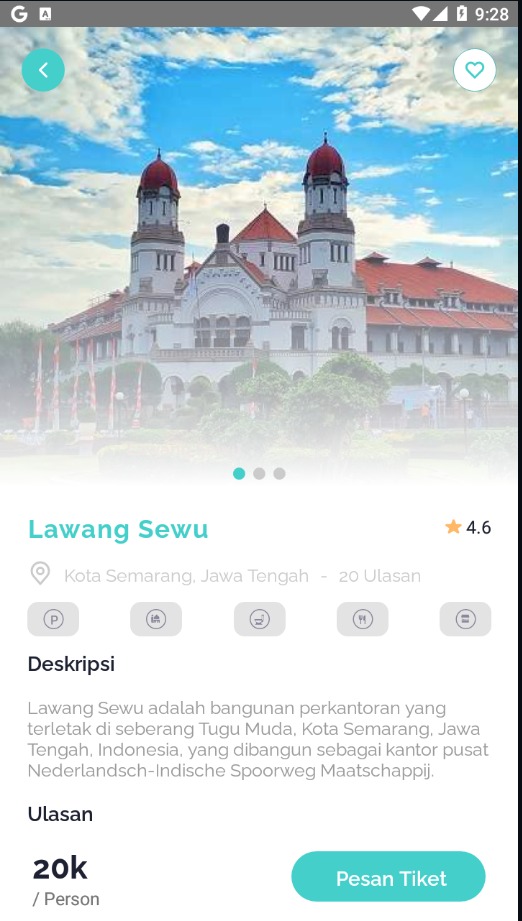 9:28
Lawang Sewu
4.6
Kota Semarang, Jawa Tengah - 20 Ulasan
P
Deskripsi
Lawang Sewu adalah bangunan perkantoran yang
terletak di seberang Tugu Muda, Kota Semarang, Jawa
Tengah, Indonesia, yang dibangun sebagai kantor pusat
Nederlandsch-Indische Spoorweg Maatschappij.
Ulasan
20k
/ Person
Pesan Tiket